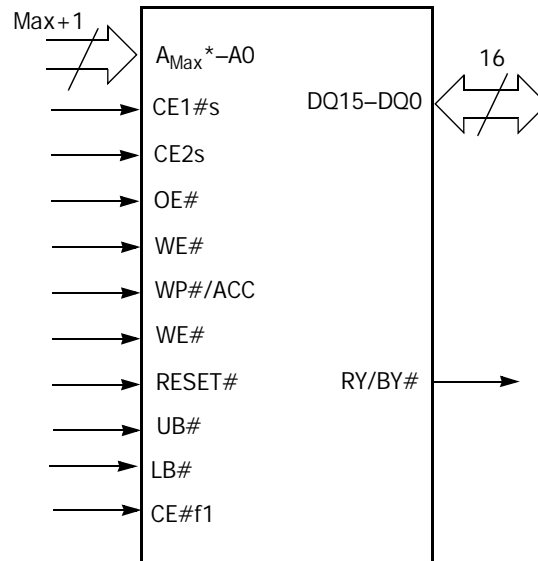 Max+1
AMax*–A0
CE1#s
CE2s
OE#
WE#
WP#/ACC
WE#
RESET#
UB#
LB#
CE#f1
16
DQ15–DQ0
RY/BY#